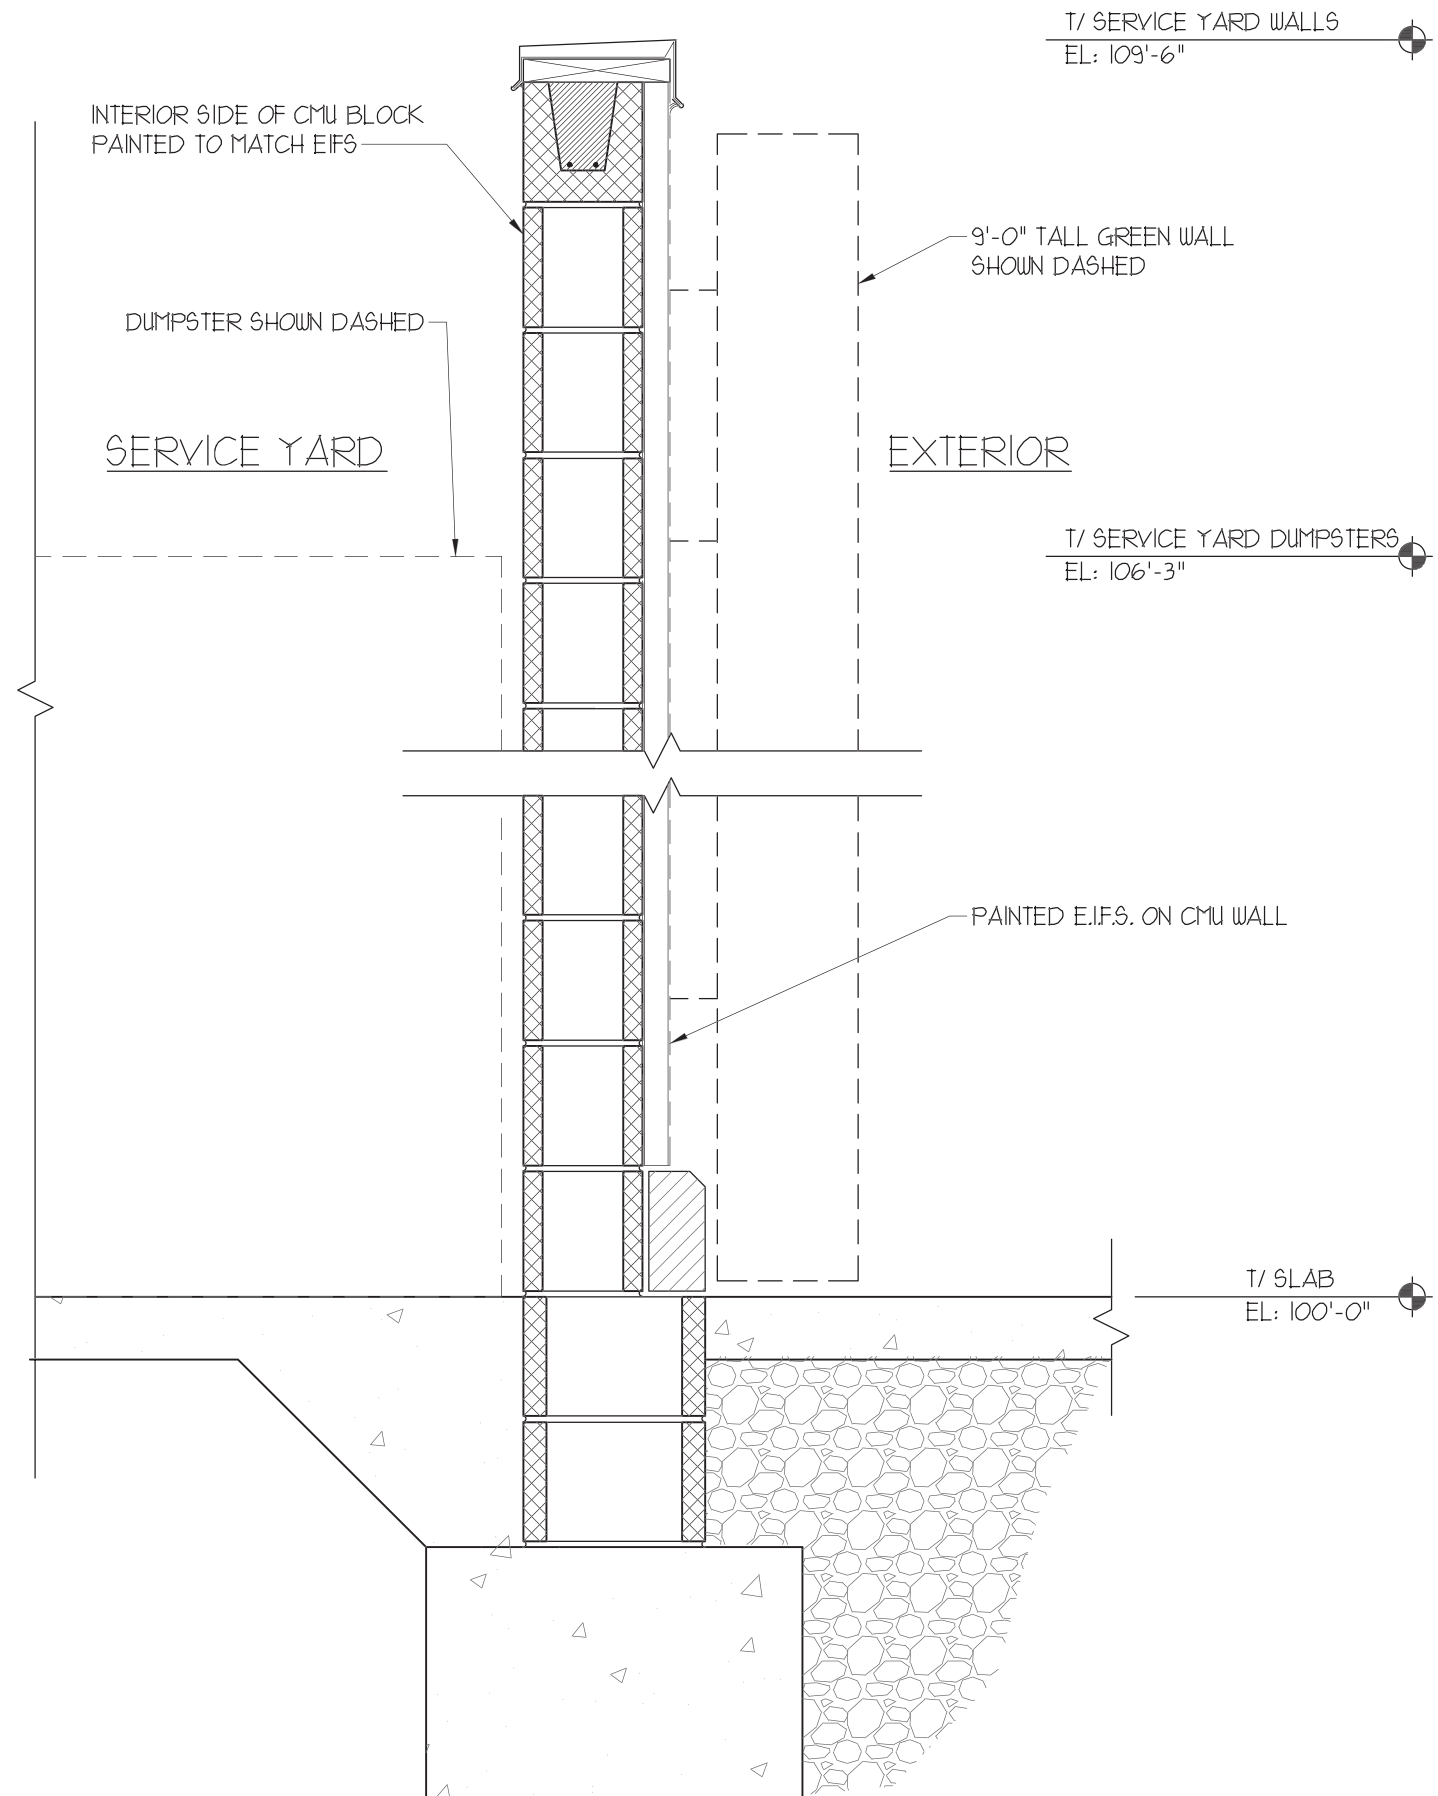 T/ SERVICE YARD WALLS
EL: 109'-6"
INTERIOR SIDE OF CMU BLOCK
PAINTED TO MATCH EIFS
9'-0" TALL GREEN WALL
SHOWN DASHED
DUMPSTER SHOWN DASHED
SERVICE YARD
EXTERIOR
T/ SERVICE YARD DUMPSTERS
EL: 106'-3"
PAINTED E.I.F.S. ON CMU WALL
T/ SLAB
EL: 100'-0"